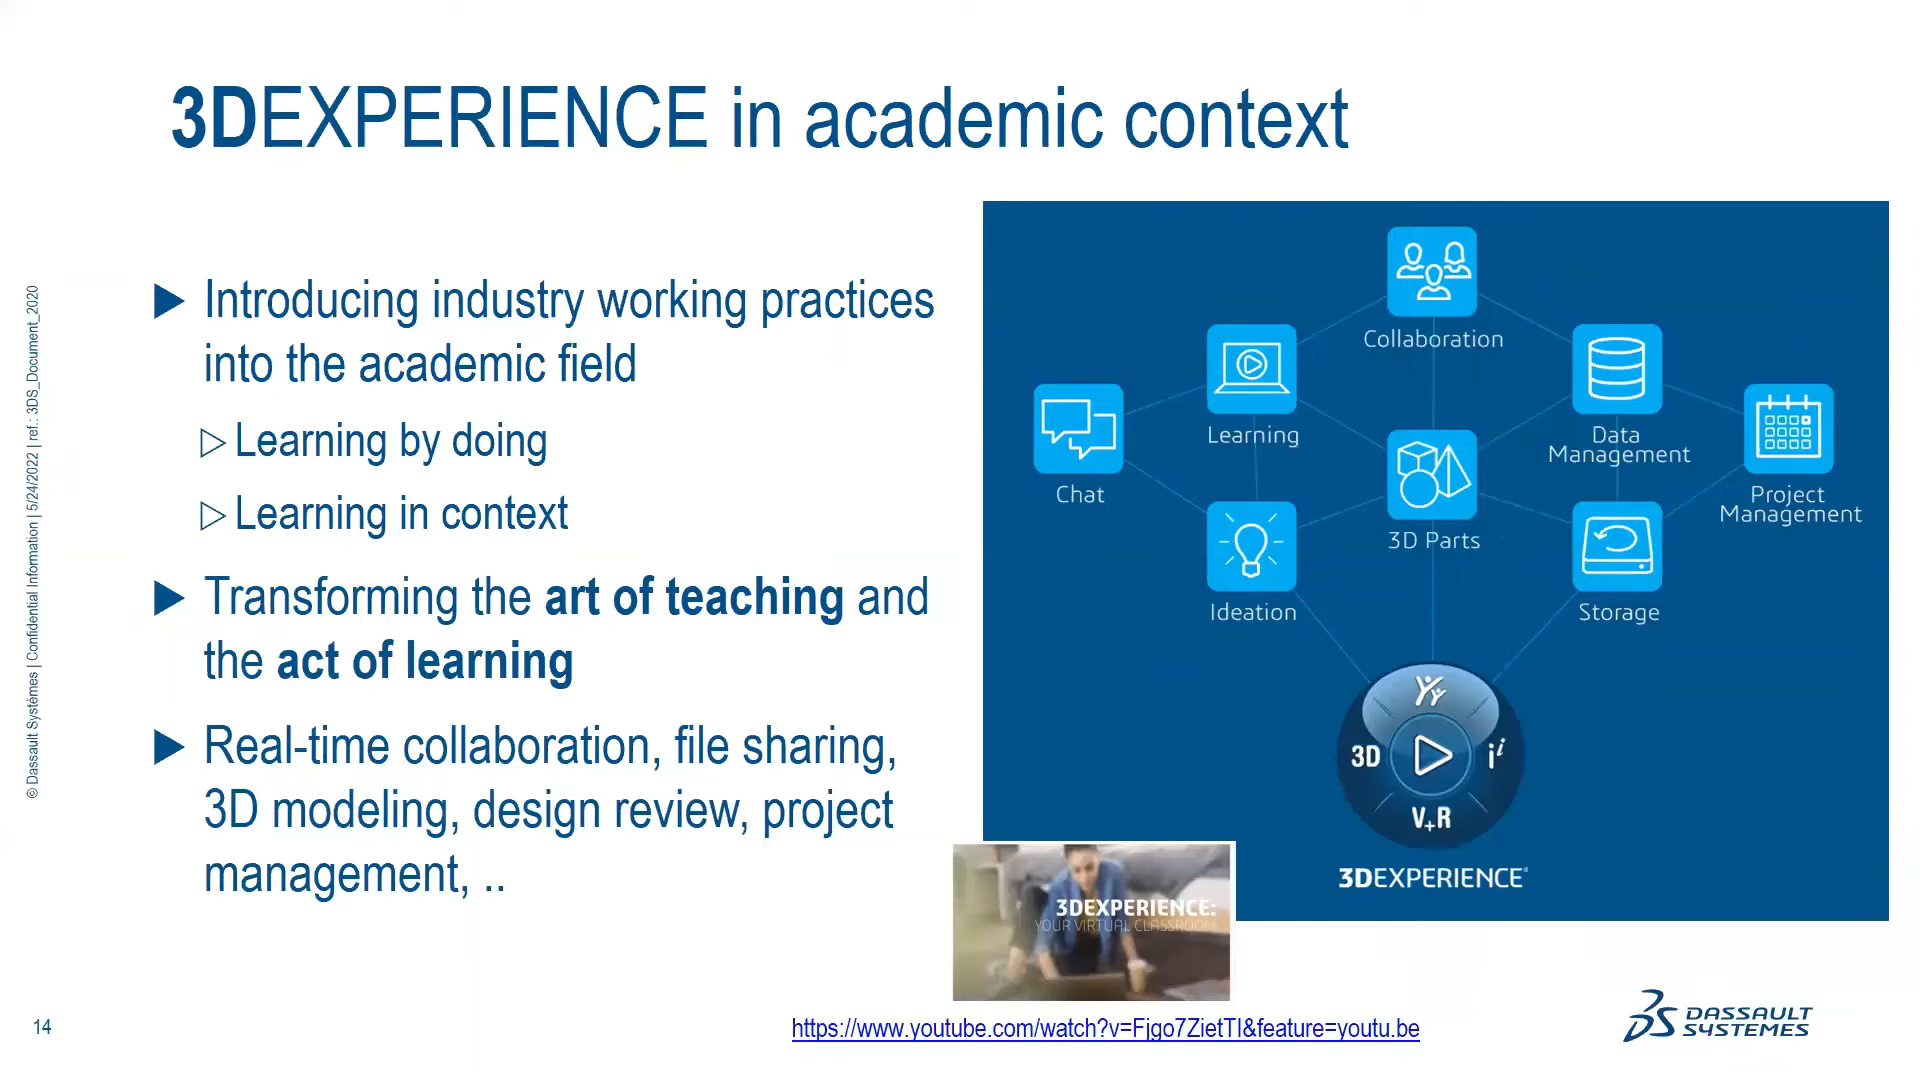 3DEXPERIENCE in academic context
Introducing industry working practices
into the academic field
Learning by doing
Learning in context
Transforming the art of teaching and
the act of learning
Real-time collaboration, file sharing,
3D modeling, design review, project
management, ..
Collaboration
Learning
Data
Management
Chat
Project
Management
3D Parts
Ideation
Storage
3D
i
V+R
3DEXPERIENCE®
3DEXPERIENCE:
YOUR VIRTUAL CLASSROOM
https://www.youtube.com/watch?v=Fjgo7ZietTI&feature=youtu.be
DASSAULT
SYSTEMES
14
© Dassault Systèmes | Confidential Information | 5/24/2022 | ref.: 3DS_Document_2020